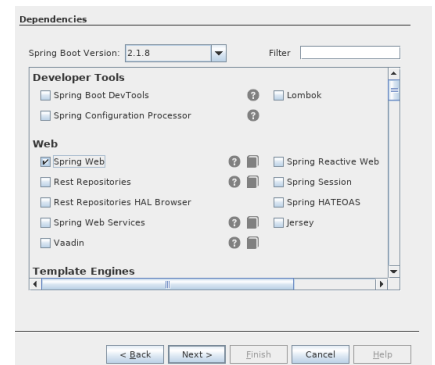 Dependencies
Spring Boot Version: 2.1.8 Filter
Developer Tools
Spring Boot DevTools Lombok
Spring Configuration Processor
Web
Spring Web Spring Reactive Web
Rest Repositories Spring Session
Rest Repositories HAL Browser Spring HATEOAS
Spring Web Services Jersey
Vaadin
Template Engines
< Back Next > Finish Cancel Help